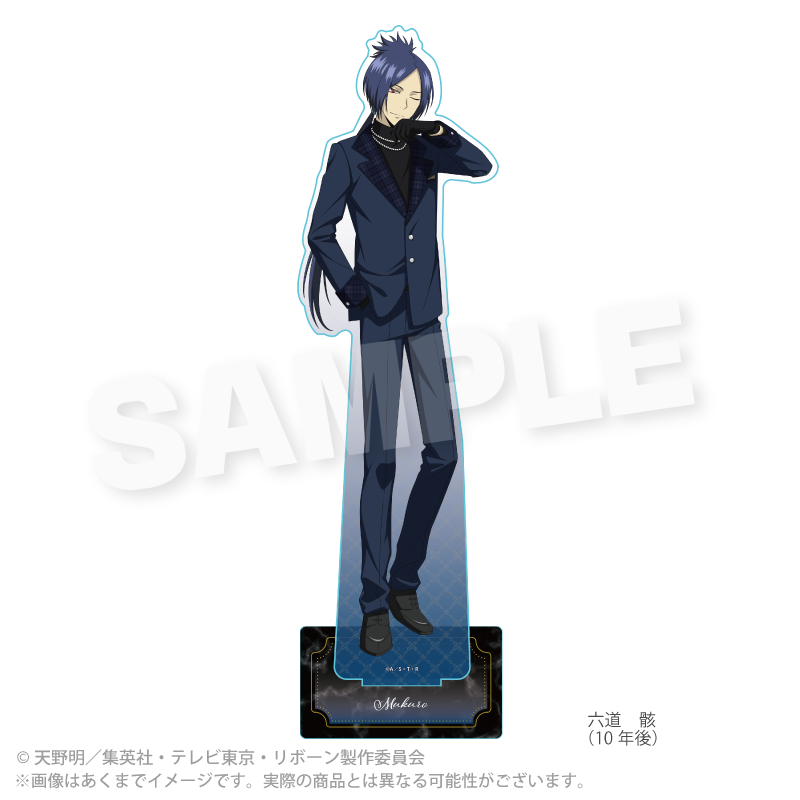 SAMPLE
©A／S・T・R
Mukuro
六道　骸
（10年後）
© 天野明／集英社・テレビ東京・リボーン製作委員会
※画像はあくまでイメージです。実際の商品とは異なる可能性がございます。